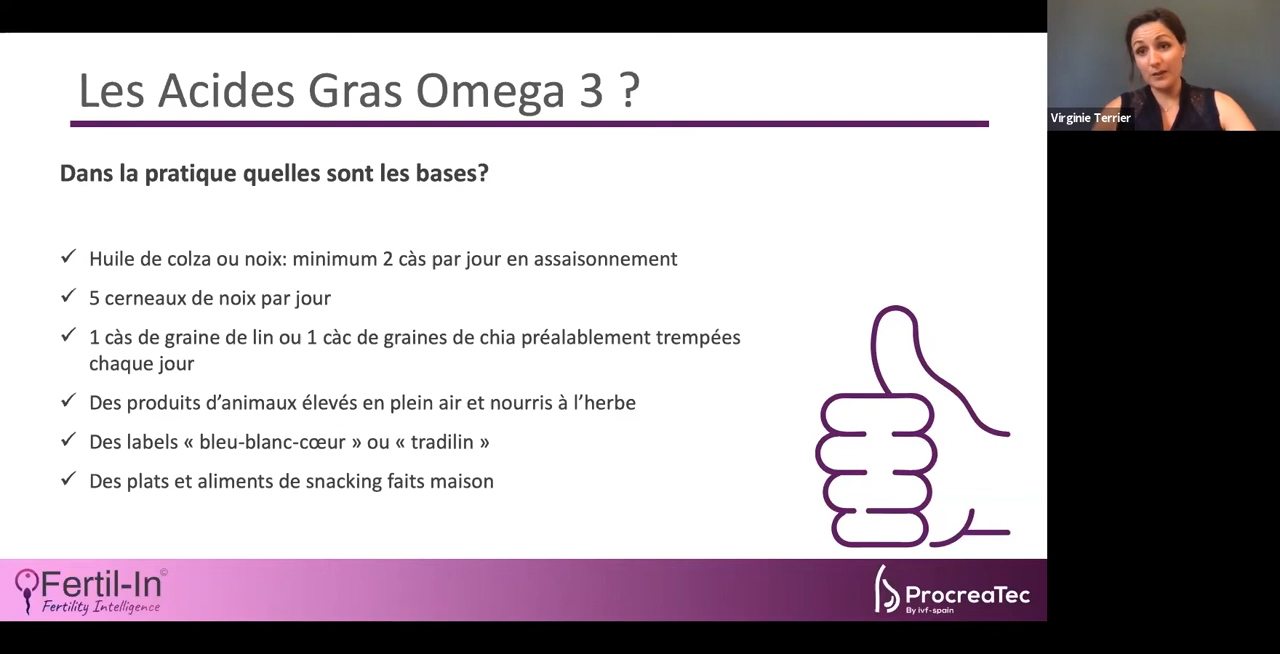 Les Acides Gras Omega 3 ?
Virginie Terrier
Dans la pratique quelles sont les bases?
✓ Huile de colza ou noix: minimum 2 càs par jour en assaisonnement
✓ 5 cerneaux de noix par jour
✓ 1 càs de graine de lin ou 1 càc de graines de chia préalablement trempées
chaque jour
✓ Des produits d’animaux élevés en plein air et nourris à l’herbe
✓ Des labels « bleu-blanc-cœur » ou « tradilin »
✓ Des plats et aliments de snacking faits maison
Fertil-In©
Fertility Intelligence
ProcreaTec
By ivf-spain